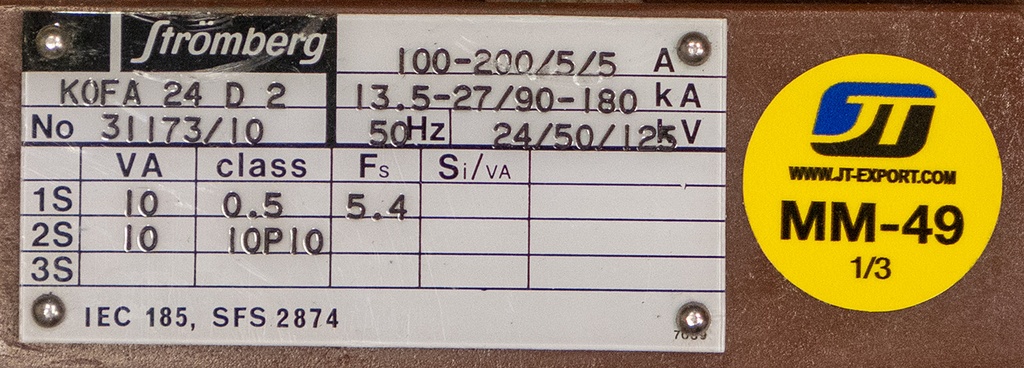 Strömberg
100-200/5/5 A
KOFA 24 D 2
13.5-27/90-180 kA
No 31173/10
50Hz 24/50/125 kV
VA class Fs Si/VA
1S 10 0.5 5.4
2S 10 10P10
3S
IEC 185, SFS 2874
JT
WWW.JT-EXPORT.COM
MM-49
1/3